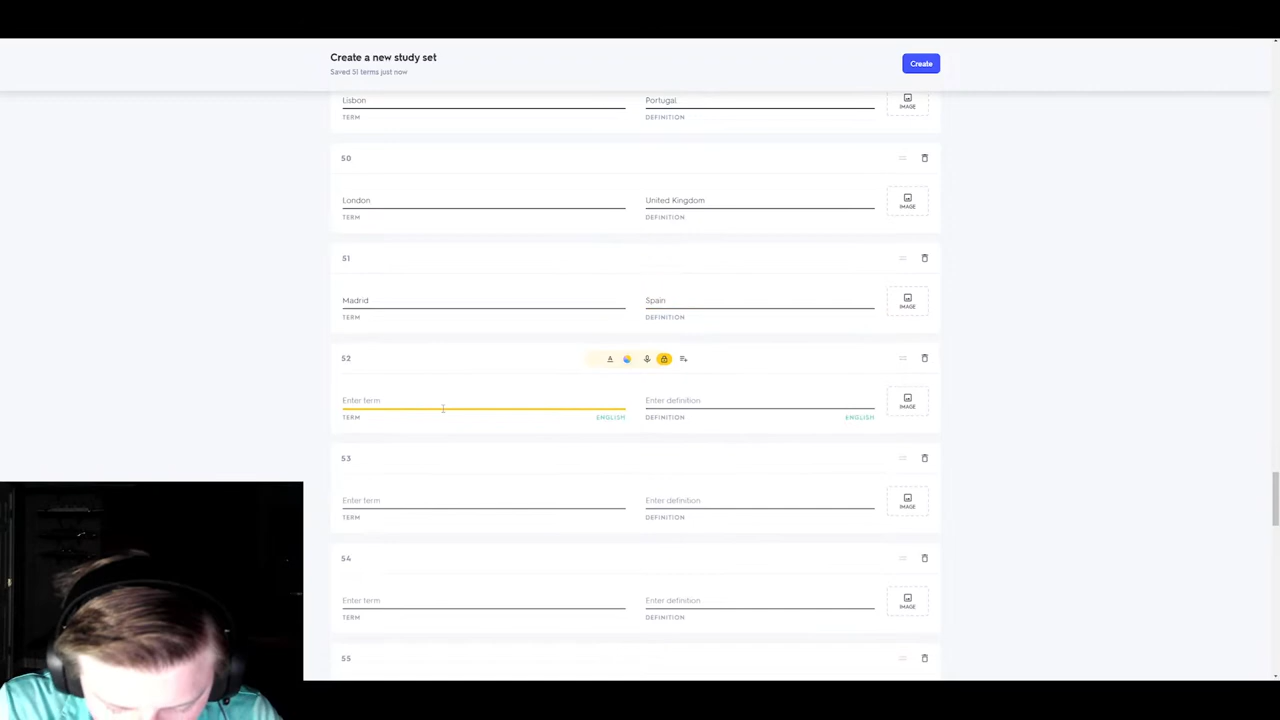 Create a new study set
Saved 51 terms just now
Create
Lisbon
Portugal
TERM
DEFINITION
IMAGE
50
London
United Kingdom
TERM
DEFINITION
IMAGE
51
Madrid
Spain
TERM
DEFINITION
IMAGE
52
A
Enter term
Enter definition
TERM
ENGLISH
DEFINITION
ENGLISH
IMAGE
53
Enter term
Enter definition
TERM
DEFINITION
IMAGE
54
Enter term
Enter definition
TERM
DEFINITION
IMAGE
55